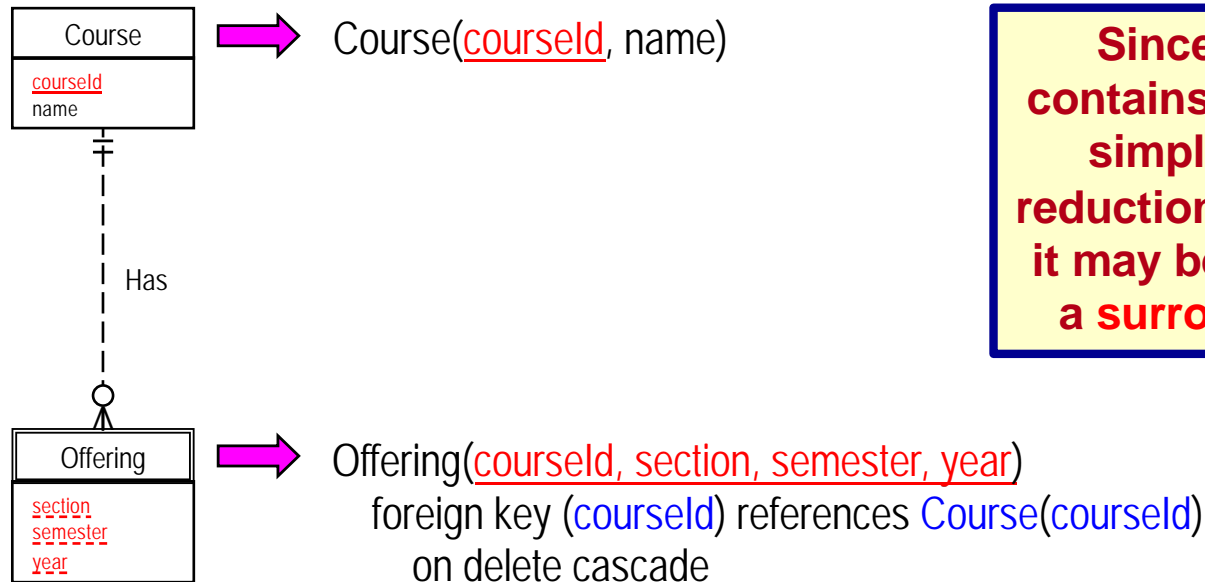 Course
courseId
name
Course(courseId, name)
Since
contains
simpl
reduction
it may b
a surro
Has
Offering
section
semester
year
Offering(courseId, section, semester, year)
foreign key (courseId) references Course(courseId)
on delete cascade